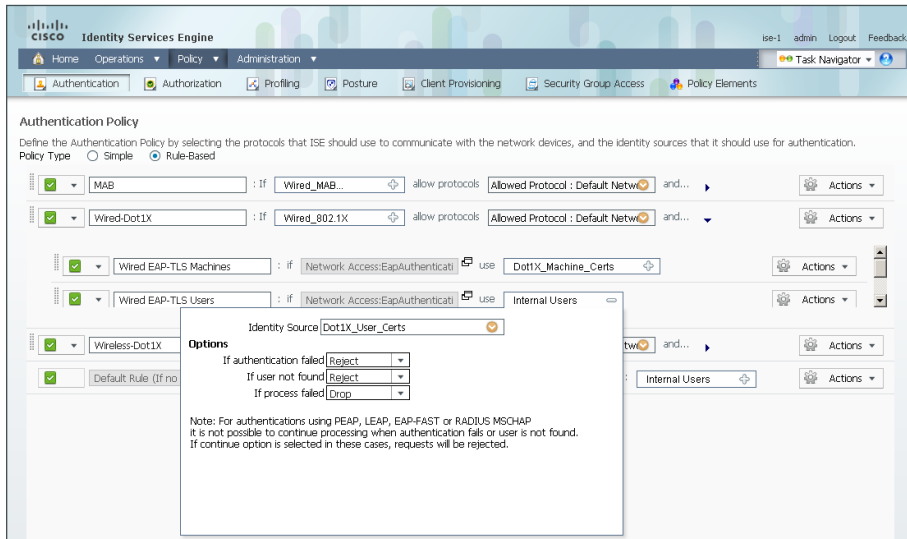 CISCO Identity Services Engine
ise-1 admin Logout Feedback
Home Operations ▼ Policy ▼ Administration ▼
Task Navigator ▼
Authentication Authorization Profiling Posture Client Provisioning Security Group Access Policy Elements
Authentication Policy
Define the Authentication Policy by selecting the protocols that ISE should use to communicate with the network devices, and the identity sources that it should use for authentication.
Policy Type Simple Rule-Based
MAB : If Wired_MAB... allow protocols Allowed Protocol : Default Netwo and... Actions
Wired-Dot1X : If Wired_802.1X allow protocols Allowed Protocol : Default Netwo and... Actions
Wired EAP-TLS Machines : if Network Access:EapAuthenticati use Dot1X_Machine_Certs Actions
Wired EAP-TLS Users : if Network Access:EapAuthenticati use Internal Users Actions
Wireless-Dot1X two and... Actions
Default Rule (If no : Internal Users Actions
Identity Source Dot1X_User_Certs
Options
If authentication failed Reject
If user not found Reject
If process failed Drop
Note: For authentications using PEAP, LEAP, EAP-FAST or RADIUS MSCHAP
it is not possible to continue processing when authentication fails or user is not found.
If continue option is selected in these cases, requests will be rejected.